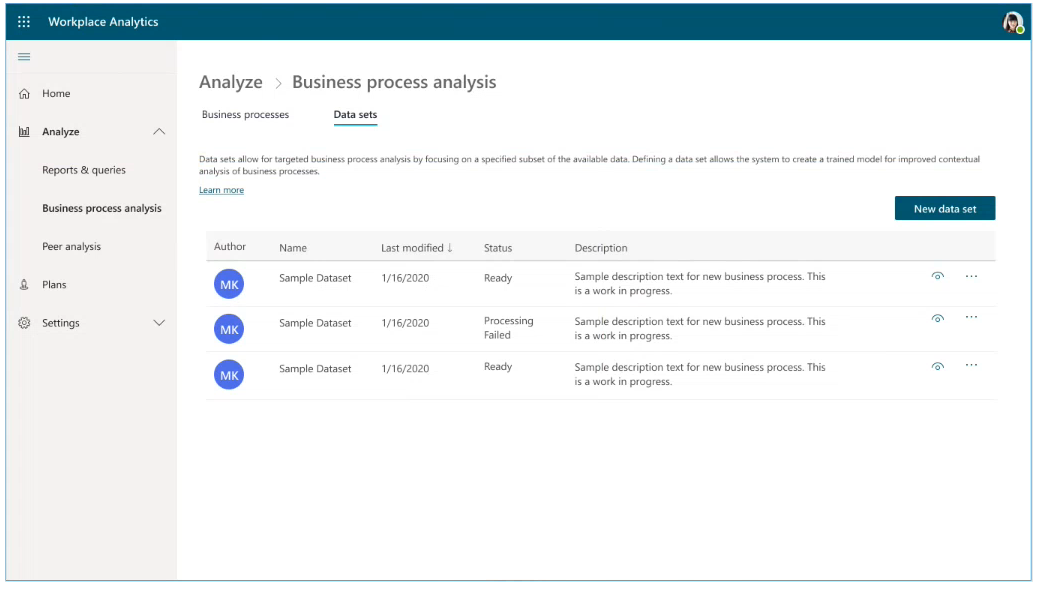 Workplace Analytics
Home
Analyze
Reports & queries
Business process analysis
Peer analysis
Plans
Settings
Analyze > Business process analysis
Business processes Data sets
Data sets allow for targeted business process analysis by focusing on a specified subset of the available data. Defining a data set allows the system to create a trained model for improved contextual
analysis of business processes.
Learn more
New data set
Author Name Last modified ↓ Status Description
MK Sample Dataset 1/16/2020 Ready Sample description text for new business process. This
is a work in progress.
MK Sample Dataset 1/16/2020 Processing Sample description text for new business process. This
Failed is a work in progress.
MK Sample Dataset 1/16/2020 Ready Sample description text for new business process. This
is a work in progress.